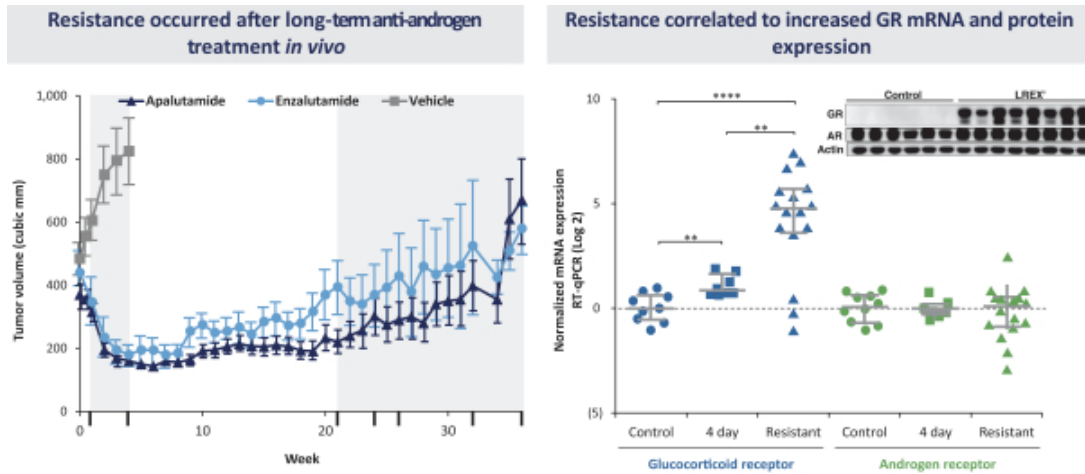 Resistance occurred after long-term anti-androgen
treatment in vivo
Apalutamide
Enzalutamide
Vehicle
Tumor volume (cubic mm)
1,000
800
600
400
200
0
0
10
20
30
Week
Resistance correlated to increased GR mRNA and protein
expression
Normalized mRNA expression
RT-qPCR (Log 2)
10
5
0
(5)
****
**
**
Control
LREX'
GR
AR
Actin
Control
4 day
Resistant
Control
4 day
Resistant
Glucocorticoid receptor
Androgen receptor